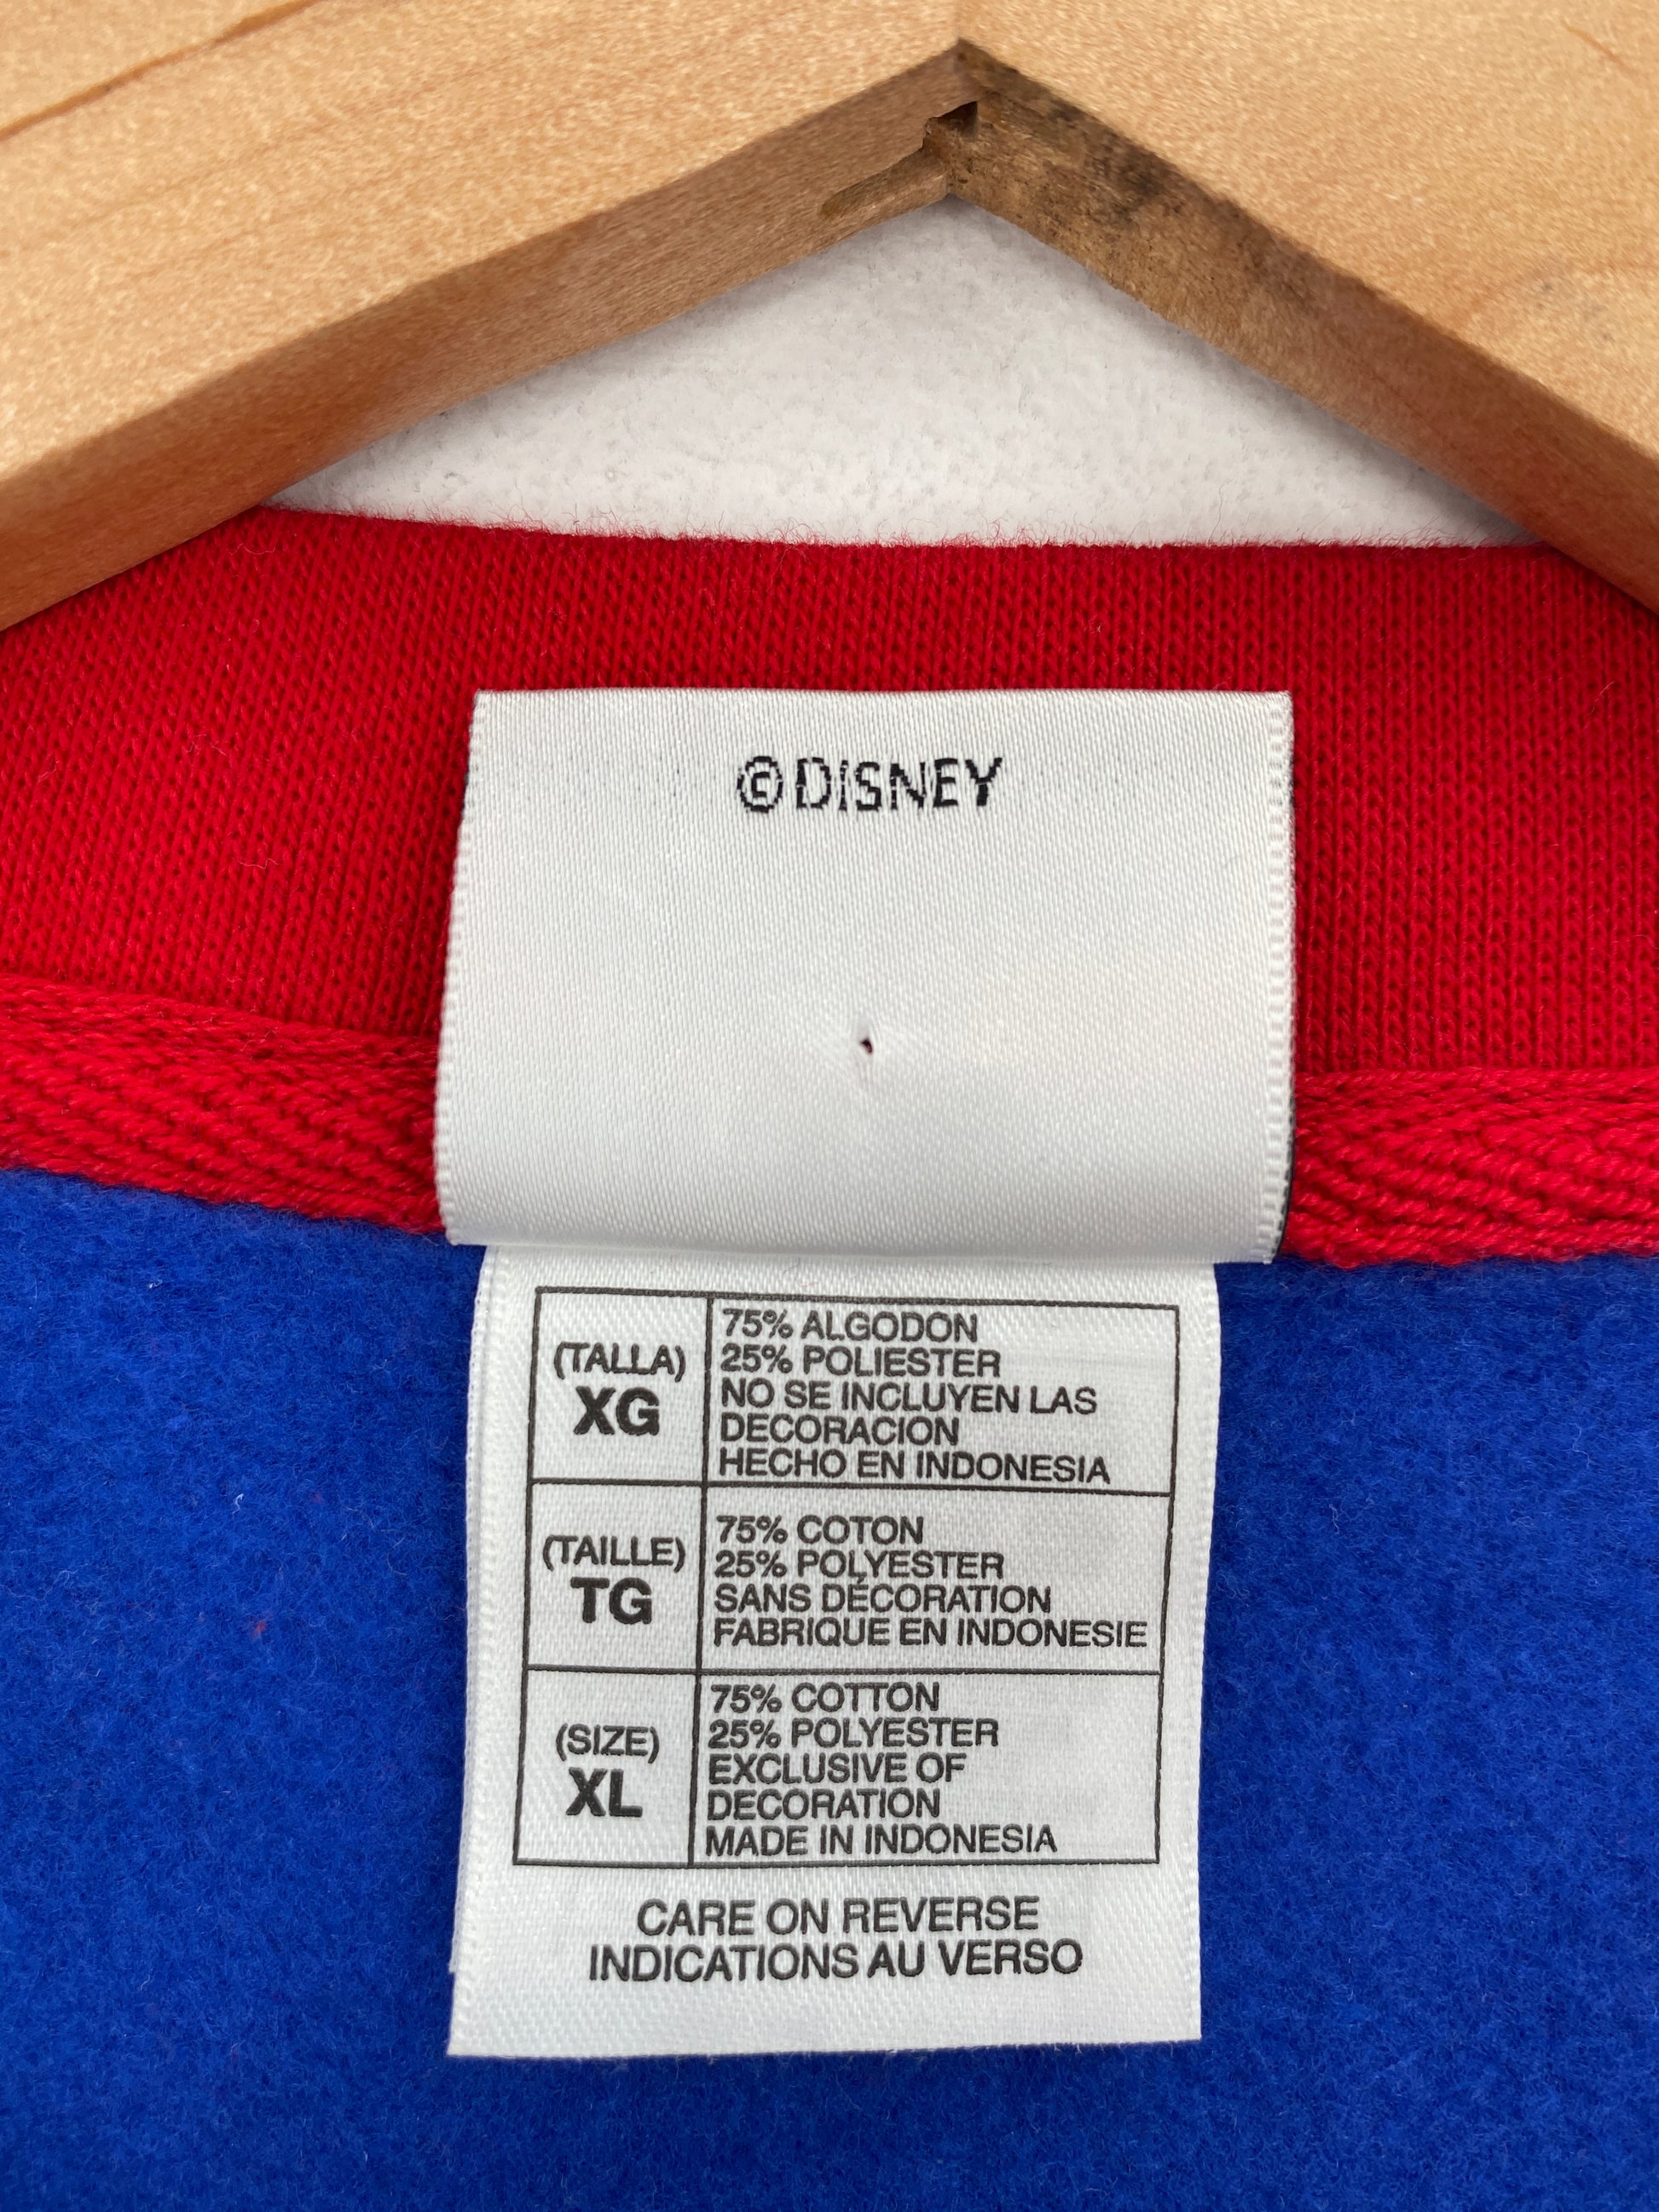 ©DISNEY
(TALLA)
XG
75% ALGODON
25% POLIESTER
NO SE INCLUYEN LAS
DECORACION
HECHO EN INDONESIA
(TAILLE)
TG
75% COTON
25% POLYESTER
SANS DÉCORATION
FABRIQUE EN INDONESIE
(SIZE)
XL
75% COTTON
25% POLYESTER
EXCLUSIVE OF
DECORATION
MADE IN INDONESIA
CARE ON REVERSE
INDICATIONS AU VERSO